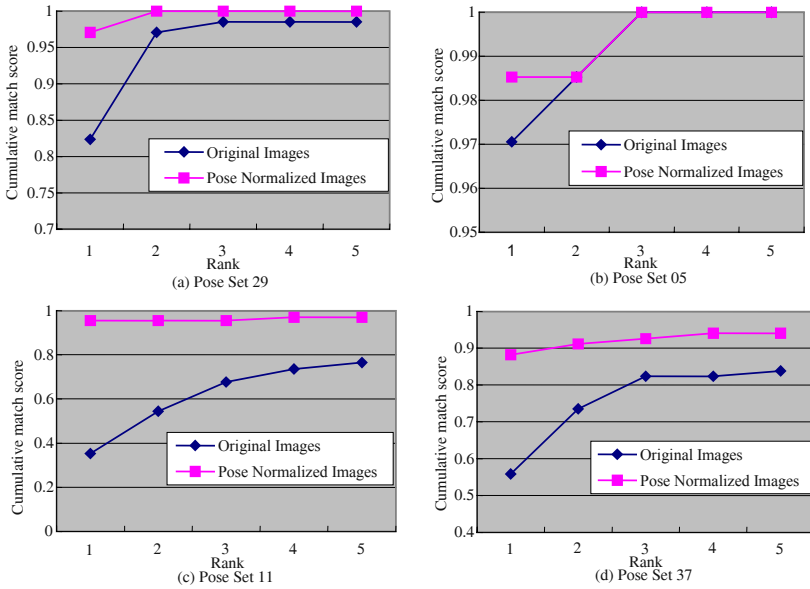 Cumulative match score
1
0.95
0.9
0.85
0.8
0.75
0.7
Original Images
Pose Normalized Images
1 2 3 4 5
Rank
(a) Pose Set 29
Cumulative match score
1
0.99
0.98
0.97
0.96
0.95
Original Images
Pose Normalized Images
1 2 3 4 5
Rank
(b) Pose Set 05
Cumulative match score
1
0.8
0.6
0.4
0.2
0
Original Images
Pose Normalized Images
1 2 3 4 5
Rank
(c) Pose Set 11
Cumulative match score
1
0.9
0.8
0.7
0.6
0.5
0.4
Original Images
Pose Normalized Images
1 2 3 4 5
Rank
(d) Pose Set 37